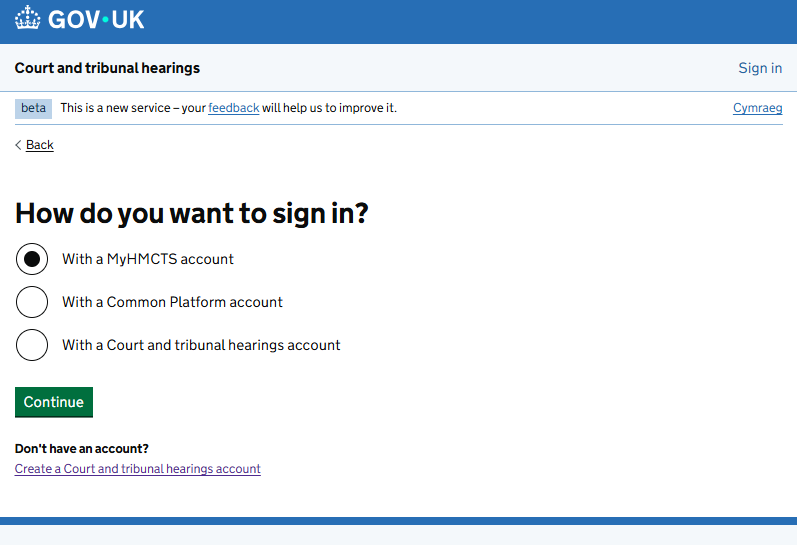 GOV•UK
Court and tribunal hearings
Sign in
beta This is a new service – your feedback will help us to improve it.
Cymraeg
Back
How do you want to sign in?
With a MyHMCTS account
With a Common Platform account
With a Court and tribunal hearings account
Continue
Don't have an account?
Create a Court and tribunal hearings account